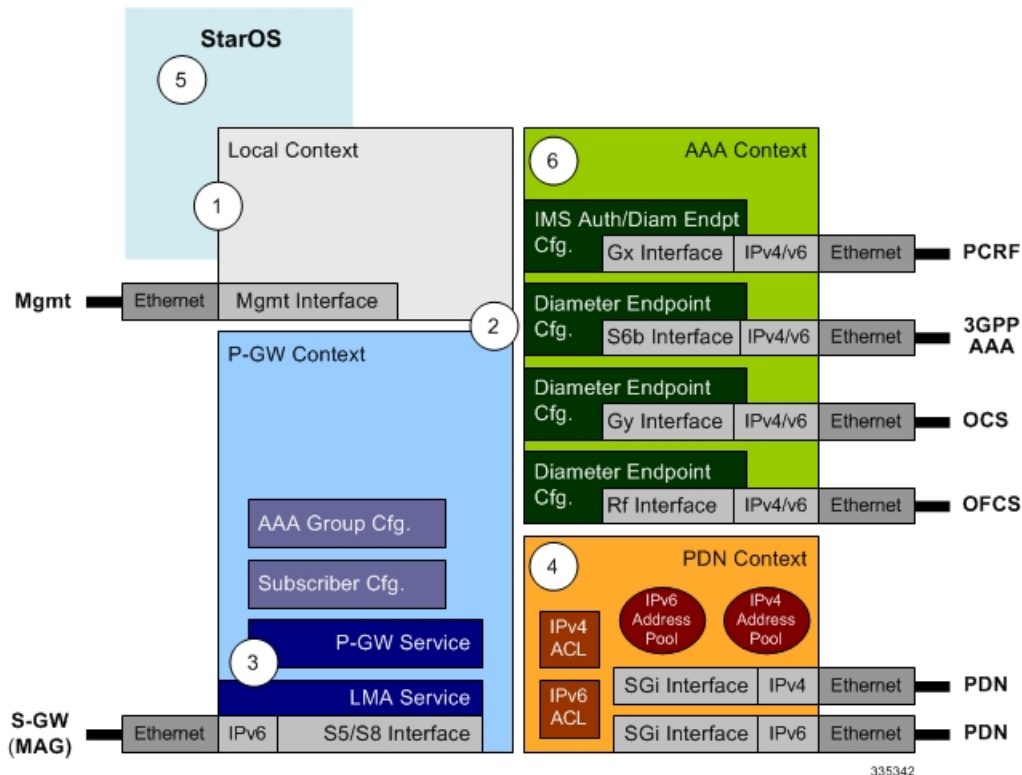 StarOS
5
Local Context
1
Mgmt
Ethernet
Mgmt Interface
2
P-GW Context
AAA Group Cfg.
Subscriber Cfg.
P-GW Service
3
LMA Service
S-GW
(MAG)
Ethernet
IPv6
S5/S8 Interface
6
AAA Context
IMS Auth/Diam Endpt
Cfg.
Gx Interface
IPv4/v6
Ethernet
PCRF
Diameter Endpoint
Cfg.
S6b Interface
IPv4/v6
Ethernet
3GPP
AAA
Diameter Endpoint
Cfg.
Gy Interface
IPv4/v6
Ethernet
OCS
Diameter Endpoint
Cfg.
Rf Interface
IPv4/v6
Ethernet
OFCS
4
PDN Context
IPv6
Address
Pool
IPv4
Address
Pool
IPv4
ACL
IPv6
ACL
SGi Interface
IPv4
Ethernet
PDN
SGi Interface
IPv6
Ethernet
PDN
335342